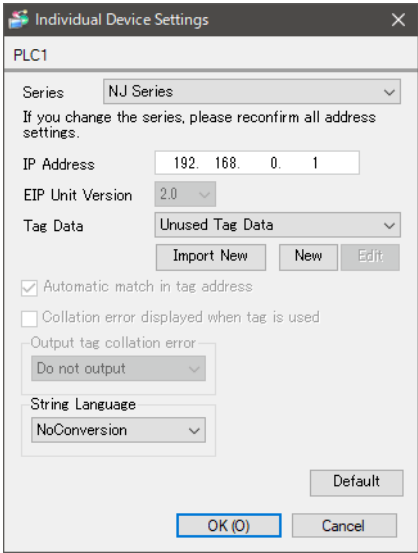 Individual Device Settings
PLC1
Series NJ Series
If you change the series, please reconfirm all address
settings.
IP Address 192. 168. 0. 1
EIP Unit Version 2.0
Tag Data Unused Tag Data
Import New New Edit
Automatic match in tag address
Collation error displayed when tag is used
Output tag collation error
Do not output
String Language
NoConversion
Default
OK (O) Cancel